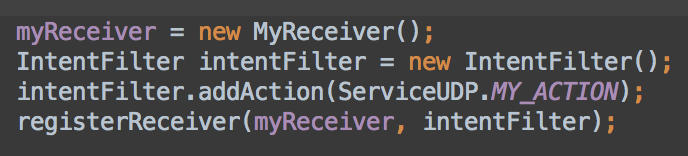 myReceiver = new MyReceiver();
IntentFilter intentFilter = new IntentFilter();
intentFilter.addAction(ServiceUDP.MY_ACTION);
registerReceiver(myReceiver, intentFilter);